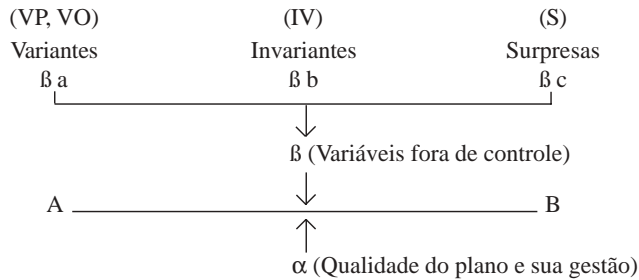 (VP, VO) (IV) (S)
Variantes Invariantes Surpresas
ß a ß b ß c
ß (Variáveis fora de controle)
A B
α (Qualidade do plano e sua gestão)